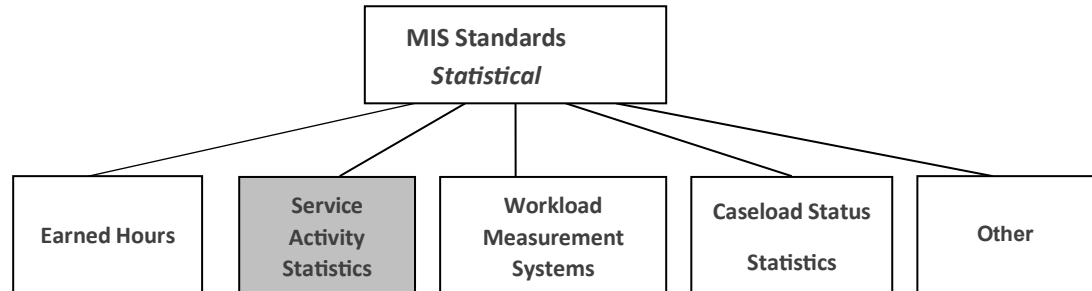 MIS Standards
Statistical
Earned Hours
Service
Activity
Statistics
Workload
Measurement
Systems
Caseload Status
Statistics
Other